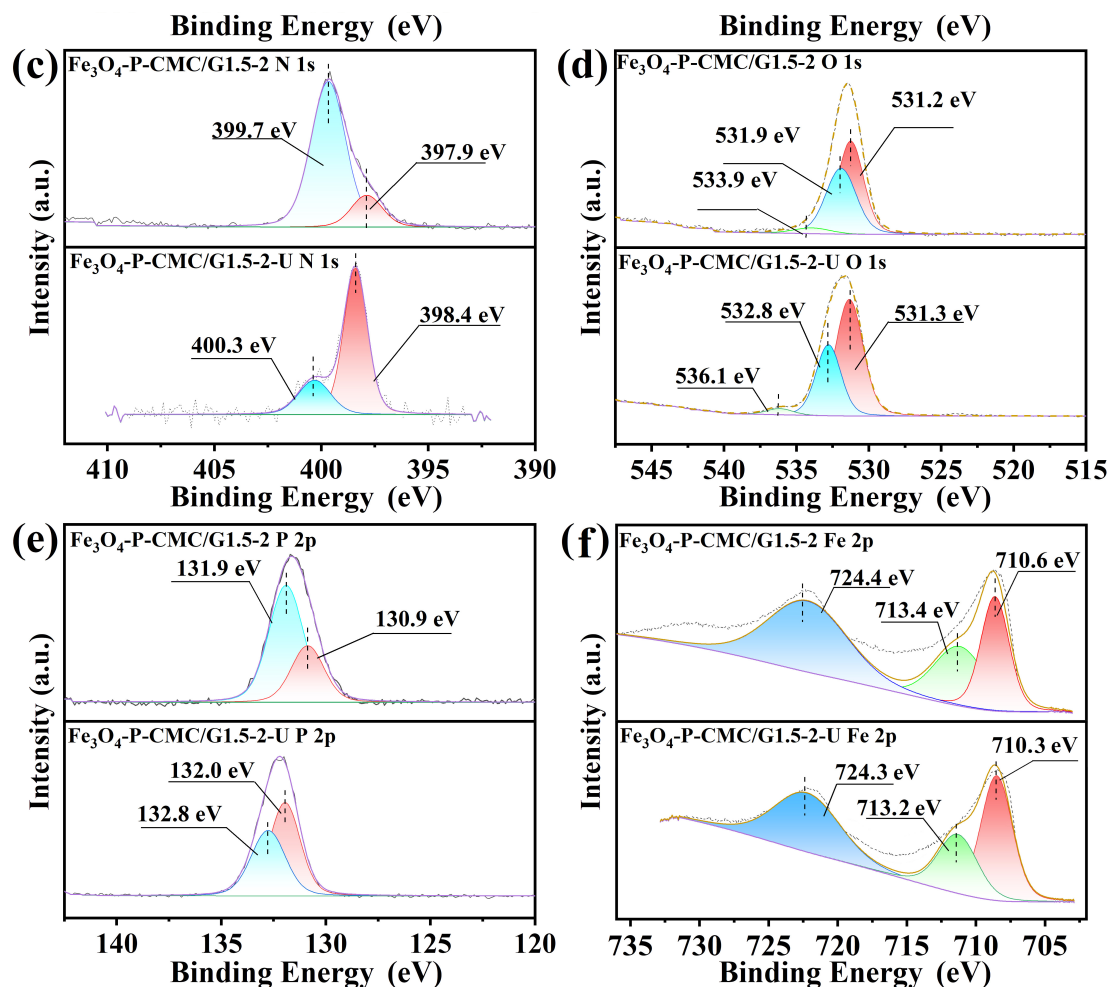 Binding Energy (eV)
Binding Energy (eV)
(c)
Fe₃O₄-P-CMC/G1.5-2 N 1s
399.7 eV
397.9 eV
Fe₃O₄-P-CMC/G1.5-2-U N 1s
400.3 eV
398.4 eV
Intensity (a.u.)
410 405 400 395 390
Binding Energy (eV)
(d)
Fe₃O₄-P-CMC/G1.5-2 O 1s
531.2 eV
531.9 eV
533.9 eV
Fe₃O₄-P-CMC/G1.5-2-U O 1s
532.8 eV
531.3 eV
536.1 eV
Intensity (a.u.)
545 540 535 530 525 520 515
Binding Energy (eV)
(e)
Fe₃O₄-P-CMC/G1.5-2 P 2p
131.9 eV
130.9 eV
Fe₃O₄-P-CMC/G1.5-2-U P 2p
132.0 eV
132.8 eV
Intensity (a.u.)
140 135 130 125 120
Binding Energy (eV)
(f)
Fe₃O₄-P-CMC/G1.5-2 Fe 2p
724.4 eV
710.6 eV
713.4 eV
Fe₃O₄-P-CMC/G1.5-2-U Fe 2p
710.3 eV
724.3 eV
713.2 eV
Intensity (a.u.)
735 730 725 720 715 710 705
Binding Energy (eV)